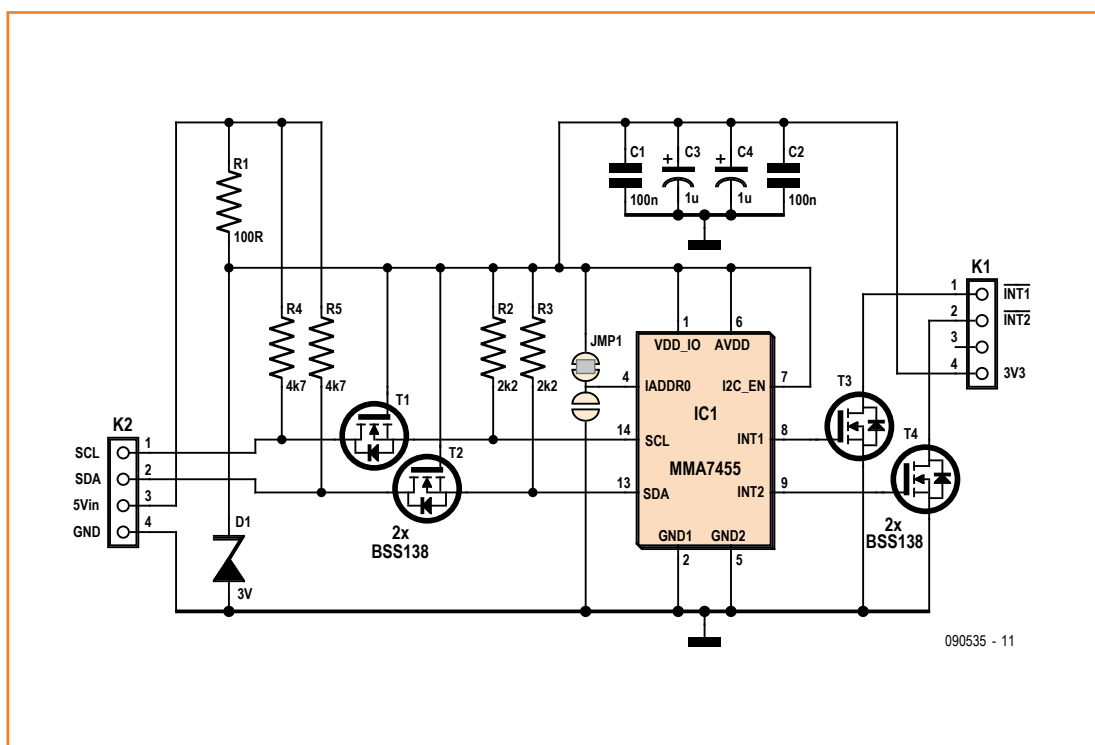 R1
100R
R4
4k7
R5
4k7
C1
100n
C3
+
1u
C4
+
1u
C2
100n
R2
2k2
R3
2k2
JMP1
1
VDD_IO
6
AVDD
4
IADDR0
I2C_EN
7
IC1
14
SCL
INT1
8
MMA7455
13
SDA
INT2
9
GND1
2
GND2
5
T1
T2
2x
BSS138
T3
T4
2x
BSS138
K1
1
INT1
2
INT2
3
4
3V3
K2
SCL
1
SDA
2
5Vin
3
GND
4
D1
3V
090535 - 11